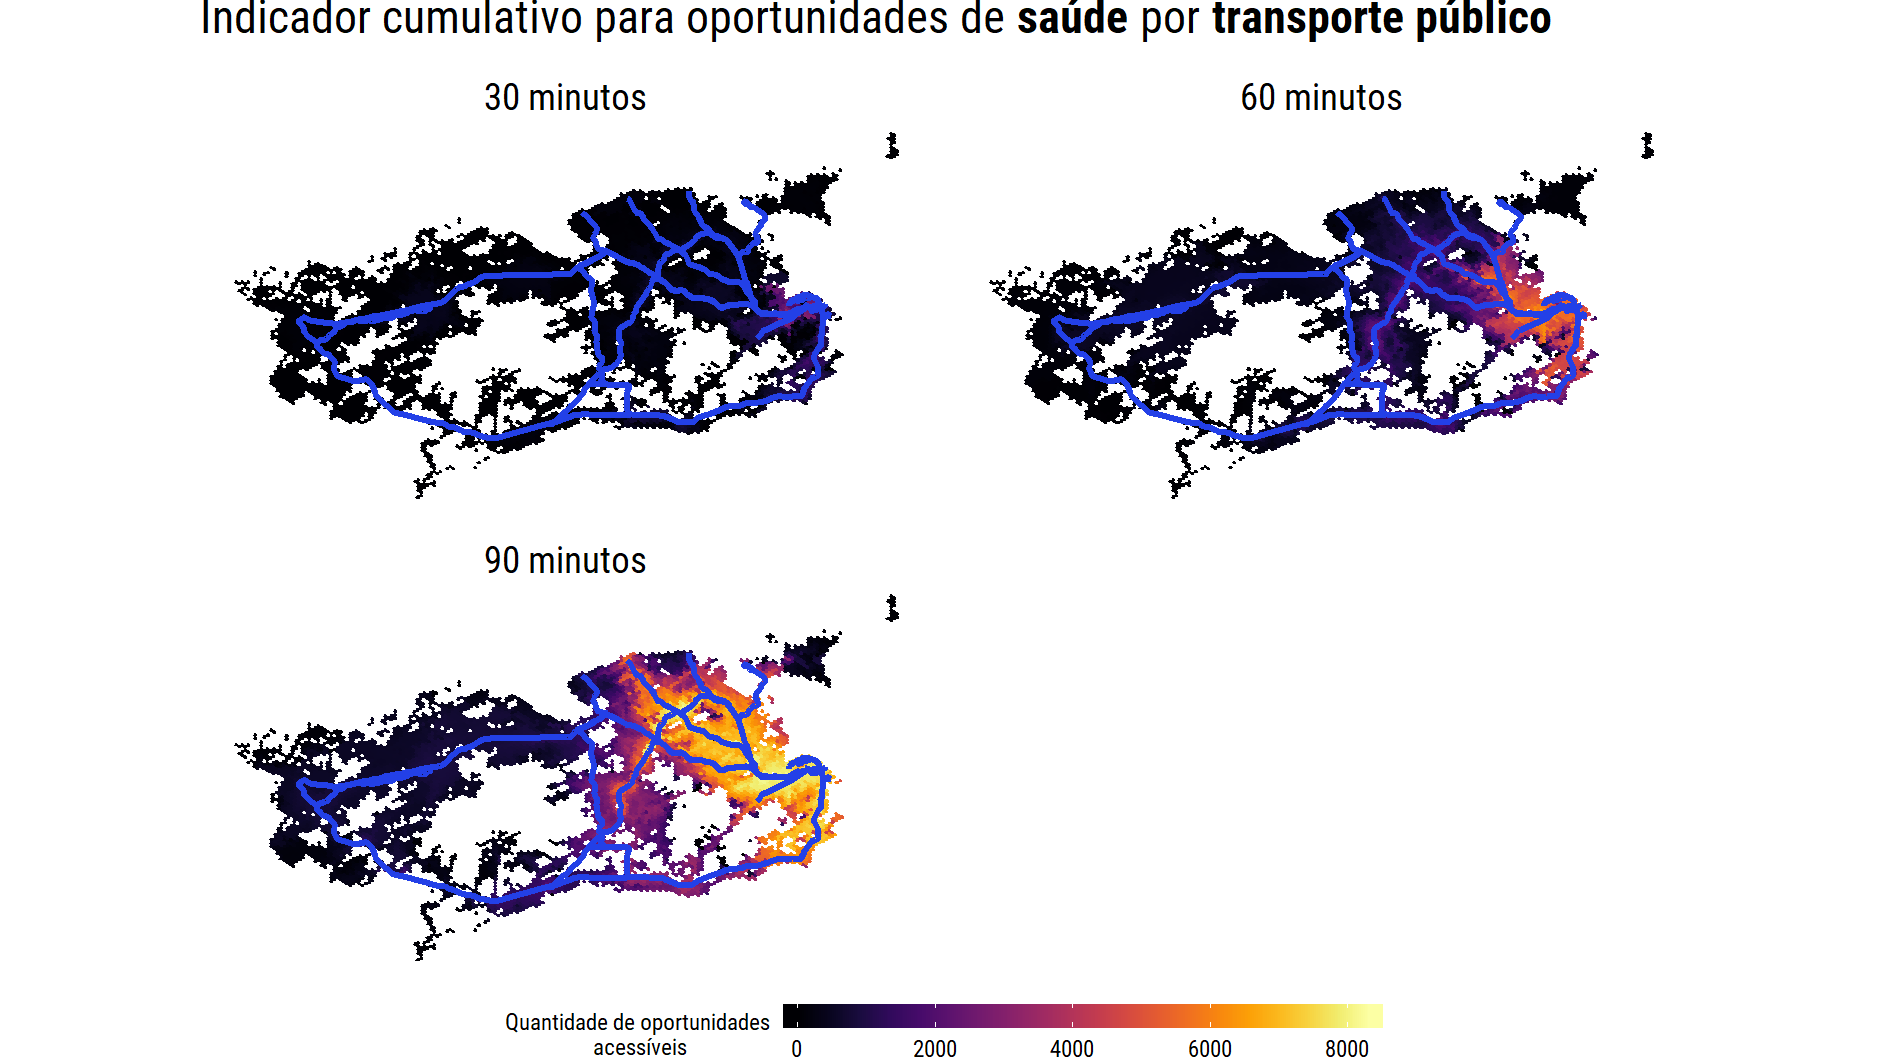 Indicador cumulativo para oportunidades de saúde por transporte público
30 minutos
60 minutos
90 minutos
Quantidade de oportunidades
acessíveis
0 2000 4000 6000 8000